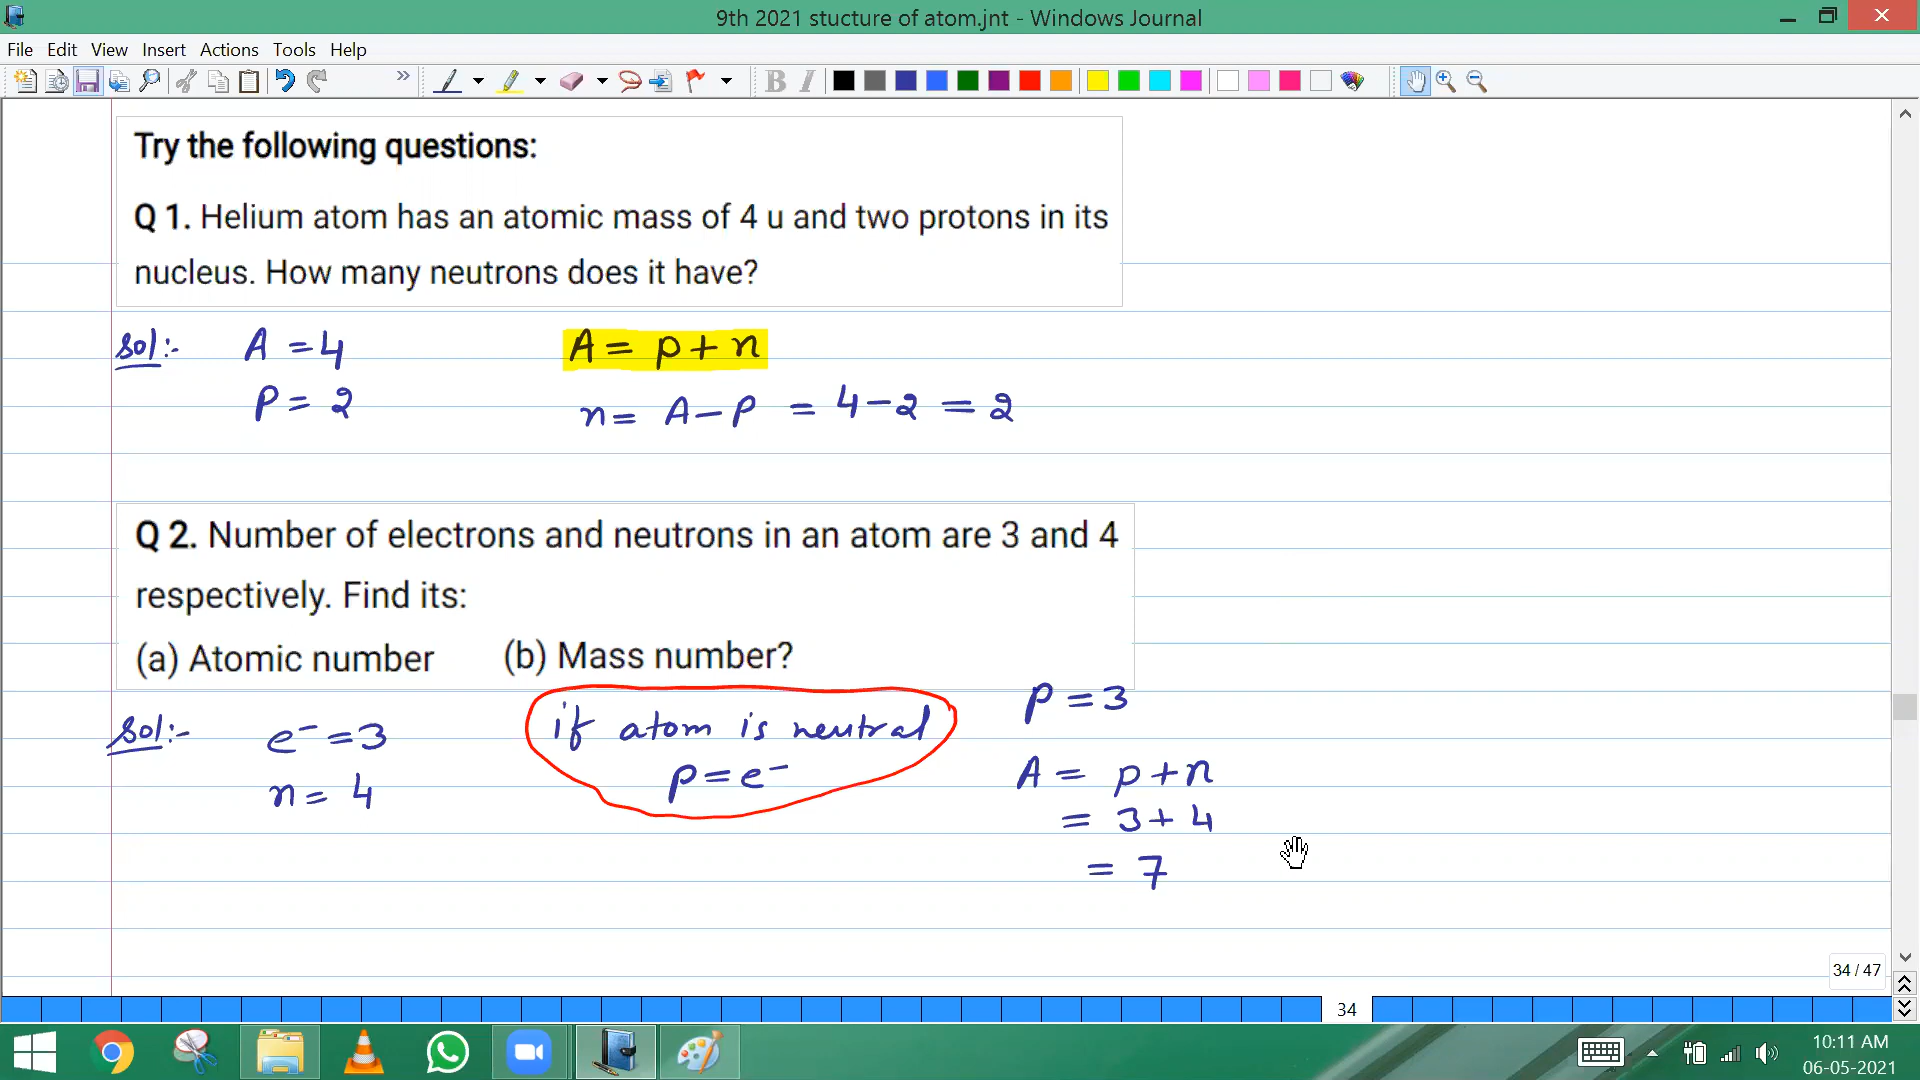 9th 2021 stucture of atom.jnt - Windows Journal
File Edit View Insert Actions Tools Help
Try the following questions:
Q 1. Helium atom has an atomic mass of 4 u and two protons in its
nucleus. How many neutrons does it have?
Sol:- A = 4 A = p + n
P = 2 n = A - P = 4 - 2 = 2
Q 2. Number of electrons and neutrons in an atom are 3 and 4
respectively. Find its:
(a) Atomic number (b) Mass number?
Sol:- e⁻ = 3 if atom is neutral P = 3
n = 4 p = e⁻ A = p + n
= 3 + 4
= 7
34 / 47
34
10:11 AM
06-05-2021